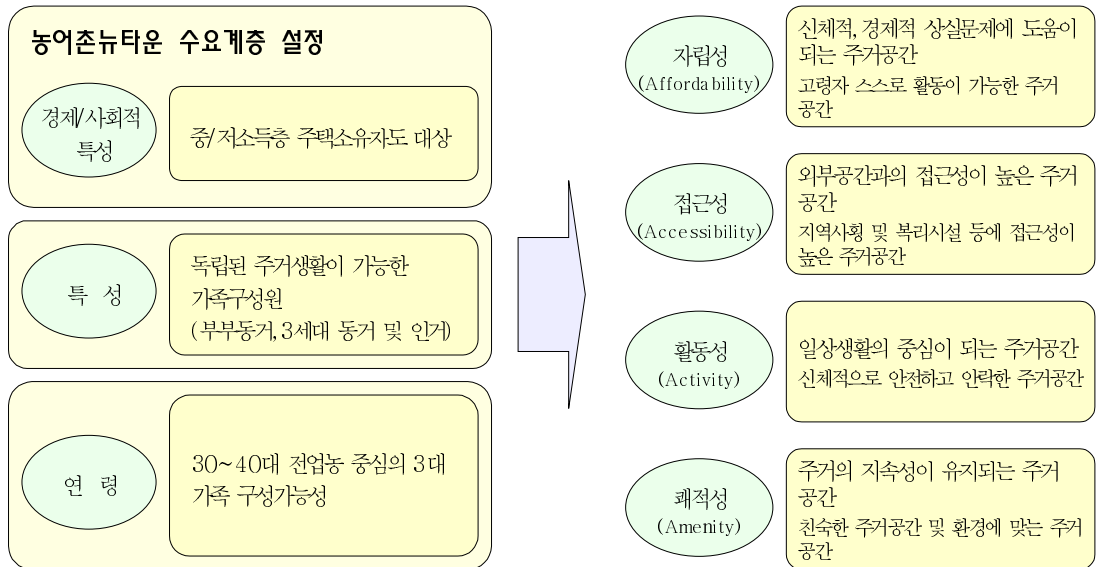 농어촌뉴타운 수요계층 설정
경제/사회적
특성
중/저소득층 주택소유자도 대상
특 성
독립된 주거생활이 가능한
가족구성원
(부부동거,3세대 동거 및 인거)
연 령
30~40대 전업농 중심의 3대
가족 구성가능성
자립성
(Affordability)
신체적,경제적 상실문제에 도움이
되는 주거공간
고령자 스스로 활동이 가능한 주거
공간
접근성
(Accessibility)
외부공간과의 접근성이 높은 주거
공간
지역사황 및 복리시설 등에 접근성이
높은 주거공간
활동성
(Activity)
일상생활의 중심이 되는 주거공간
신체적으로 안전하고 안락한 주거공간
쾌적성
(Amenity)
주거의 지속성이 유지되는 주거
공간
친숙한 주거공간 및 환경에 맞는 주거
공간